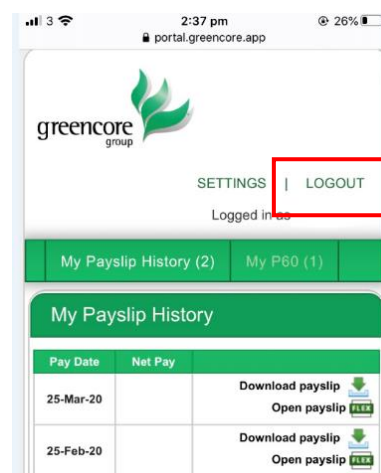 3 2:37 pm 26%
portal.greencore.app
greencore
group
SETTINGS | LOGOUT
Logged in as
My Payslip History (2) My P60 (1)
My Payslip History
Pay Date Net Pay
Download payslip
25-Mar-20
Open payslip FLEX
Download payslip
25-Feb-20
Open payslip FLEX